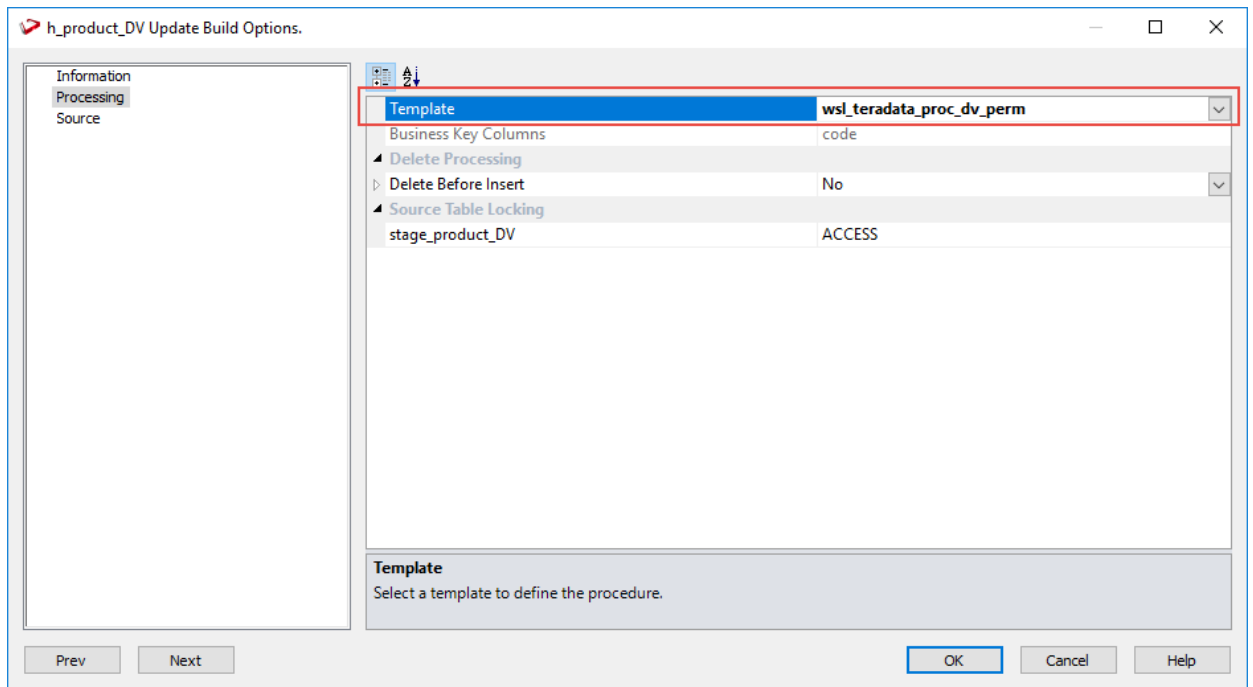 h_product_DV Update Build Options.
Information
Processing
Source
Template wsl_teradata_proc_dv_perm
Business Key Columns code
Delete Processing
Delete Before Insert No
Source Table Locking
stage_product_DV ACCESS
Template
Select a template to define the procedure.
Prev Next OK Cancel Help